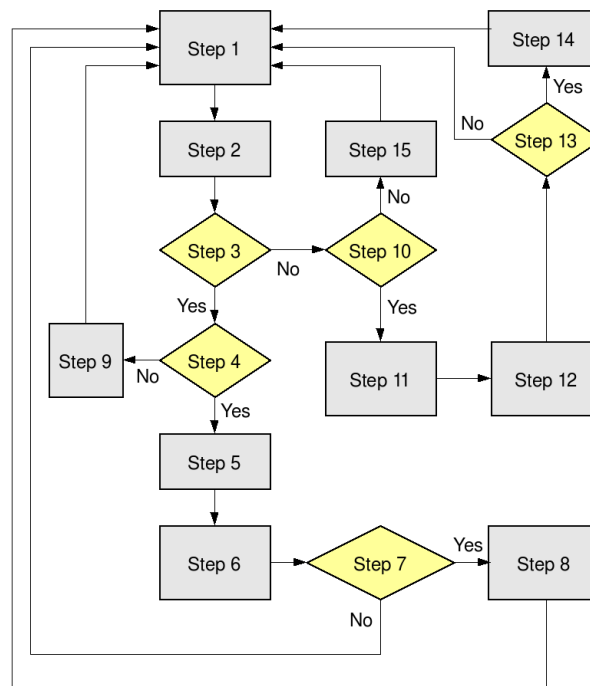 Step 1
Step 14
No
Yes
Step 13
Step 2
Step 15
No
Step 3
No
Step 10
Yes
Yes
Step 9
No
Step 4
Step 11
Step 12
Yes
Step 5
Step 6
Step 7
Yes
Step 8
No